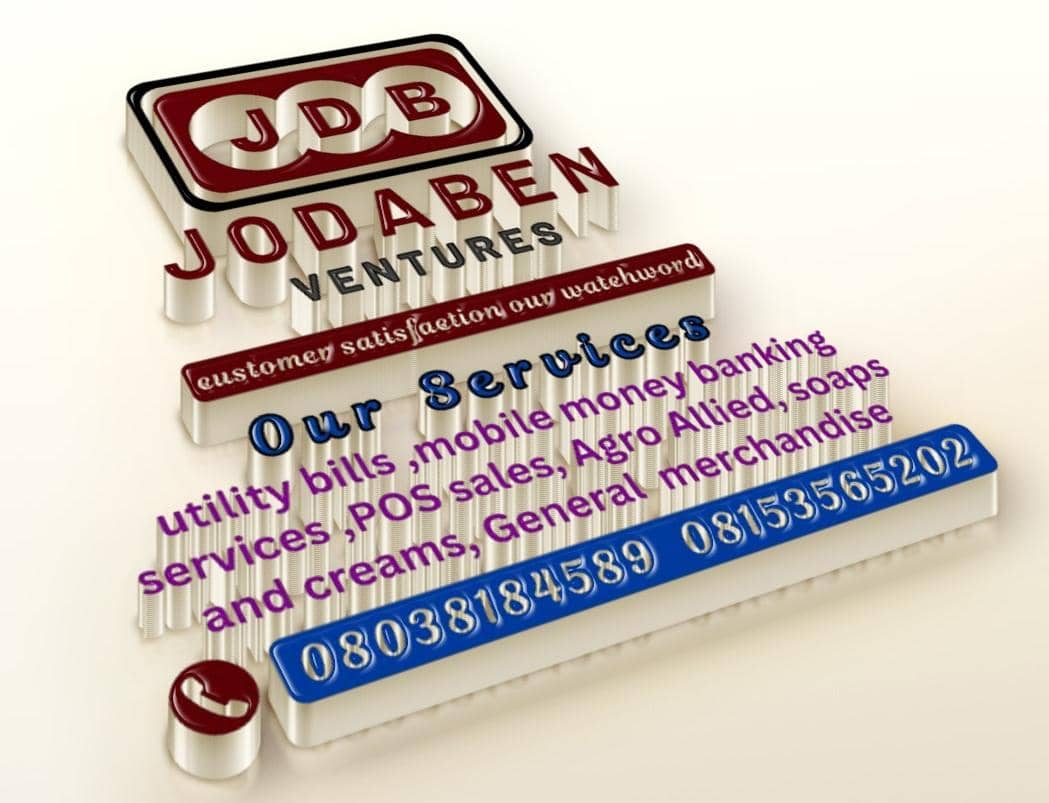 JDB
JODABEN
VENTURES
customer satisfaction our watchword
Our Services
utility bills ,mobile money banking
services ,POS sales, Agro Allied, soaps
and creams, General merchandise
08038184589 08153565202